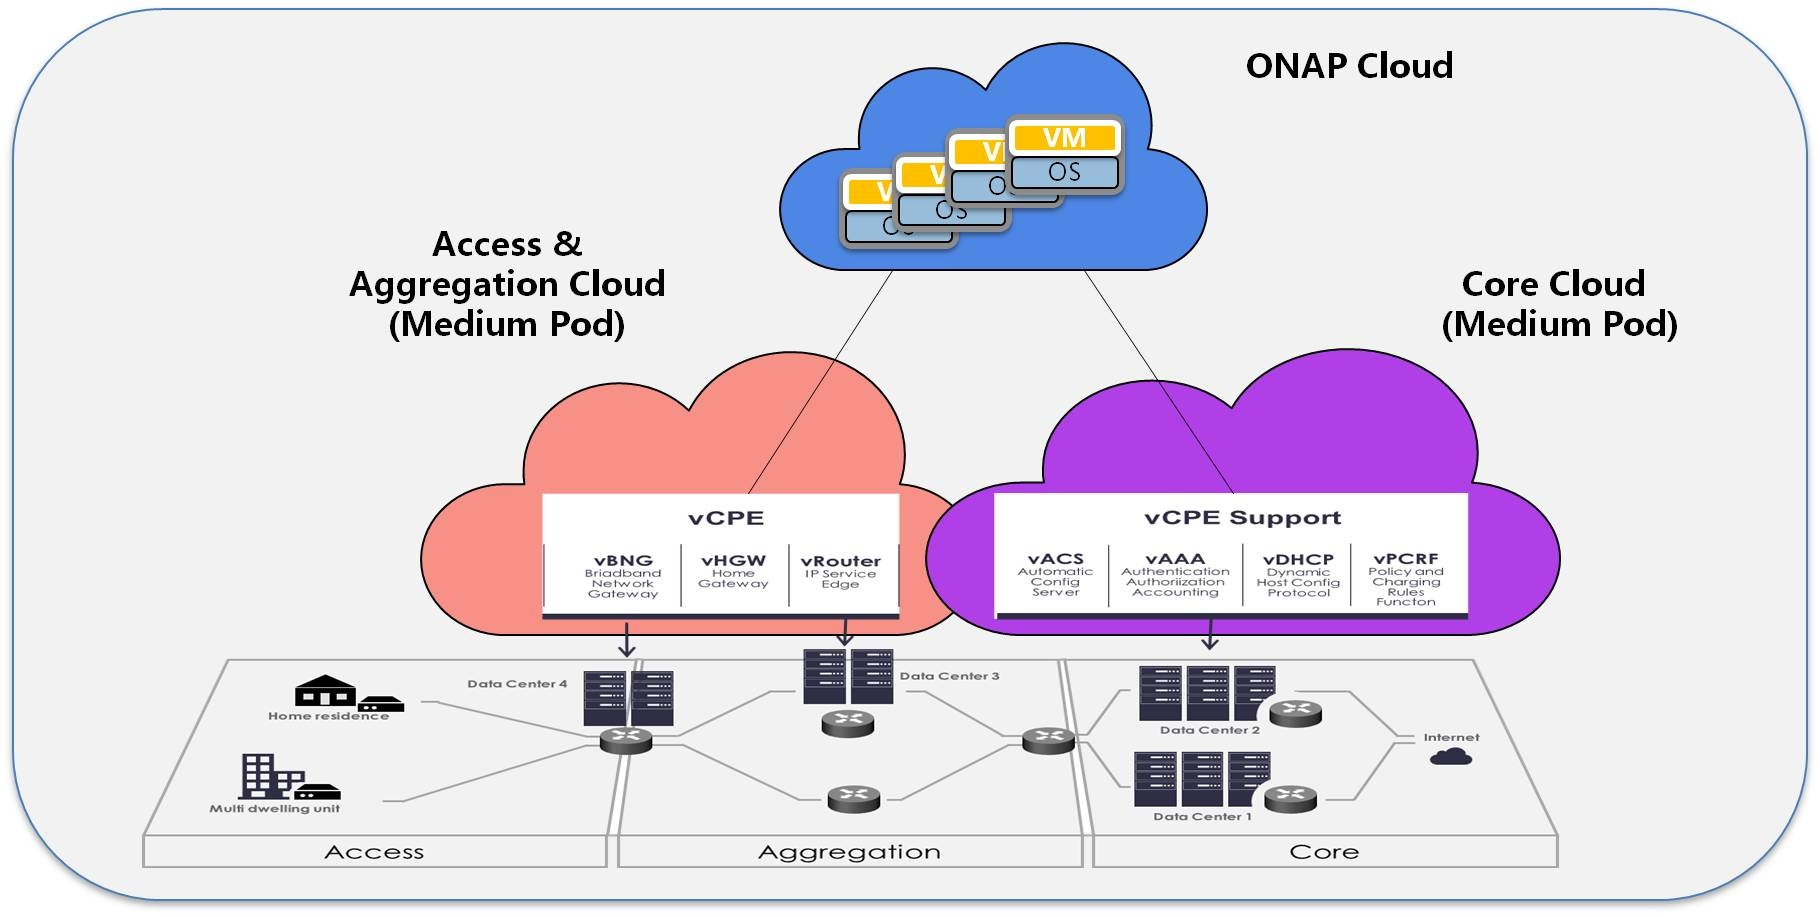 ONAP Cloud
VM
OS
V
O
V
OS
V
Access &
Aggregation Cloud
(Medium Pod)
Core Cloud
(Medium Pod)
vCPE
vBNG
Briadband
Network
Gateway
vHGW
Home
Gateway
vRouter
IP Service
Edge
vCPE Support
vACS
Automatic
Config
Server
vAAA
Authentication
Authoriization
Accounting
vDHCP
Dynamic
Host Config
Protocol
vPCRF
Policy and
Charging
Rules
Functon
Home residence
Multi dwelling unit
Data Center 4
Data Center 3
Data Center 2
Data Center 1
Internet
Access
Aggregation
Core